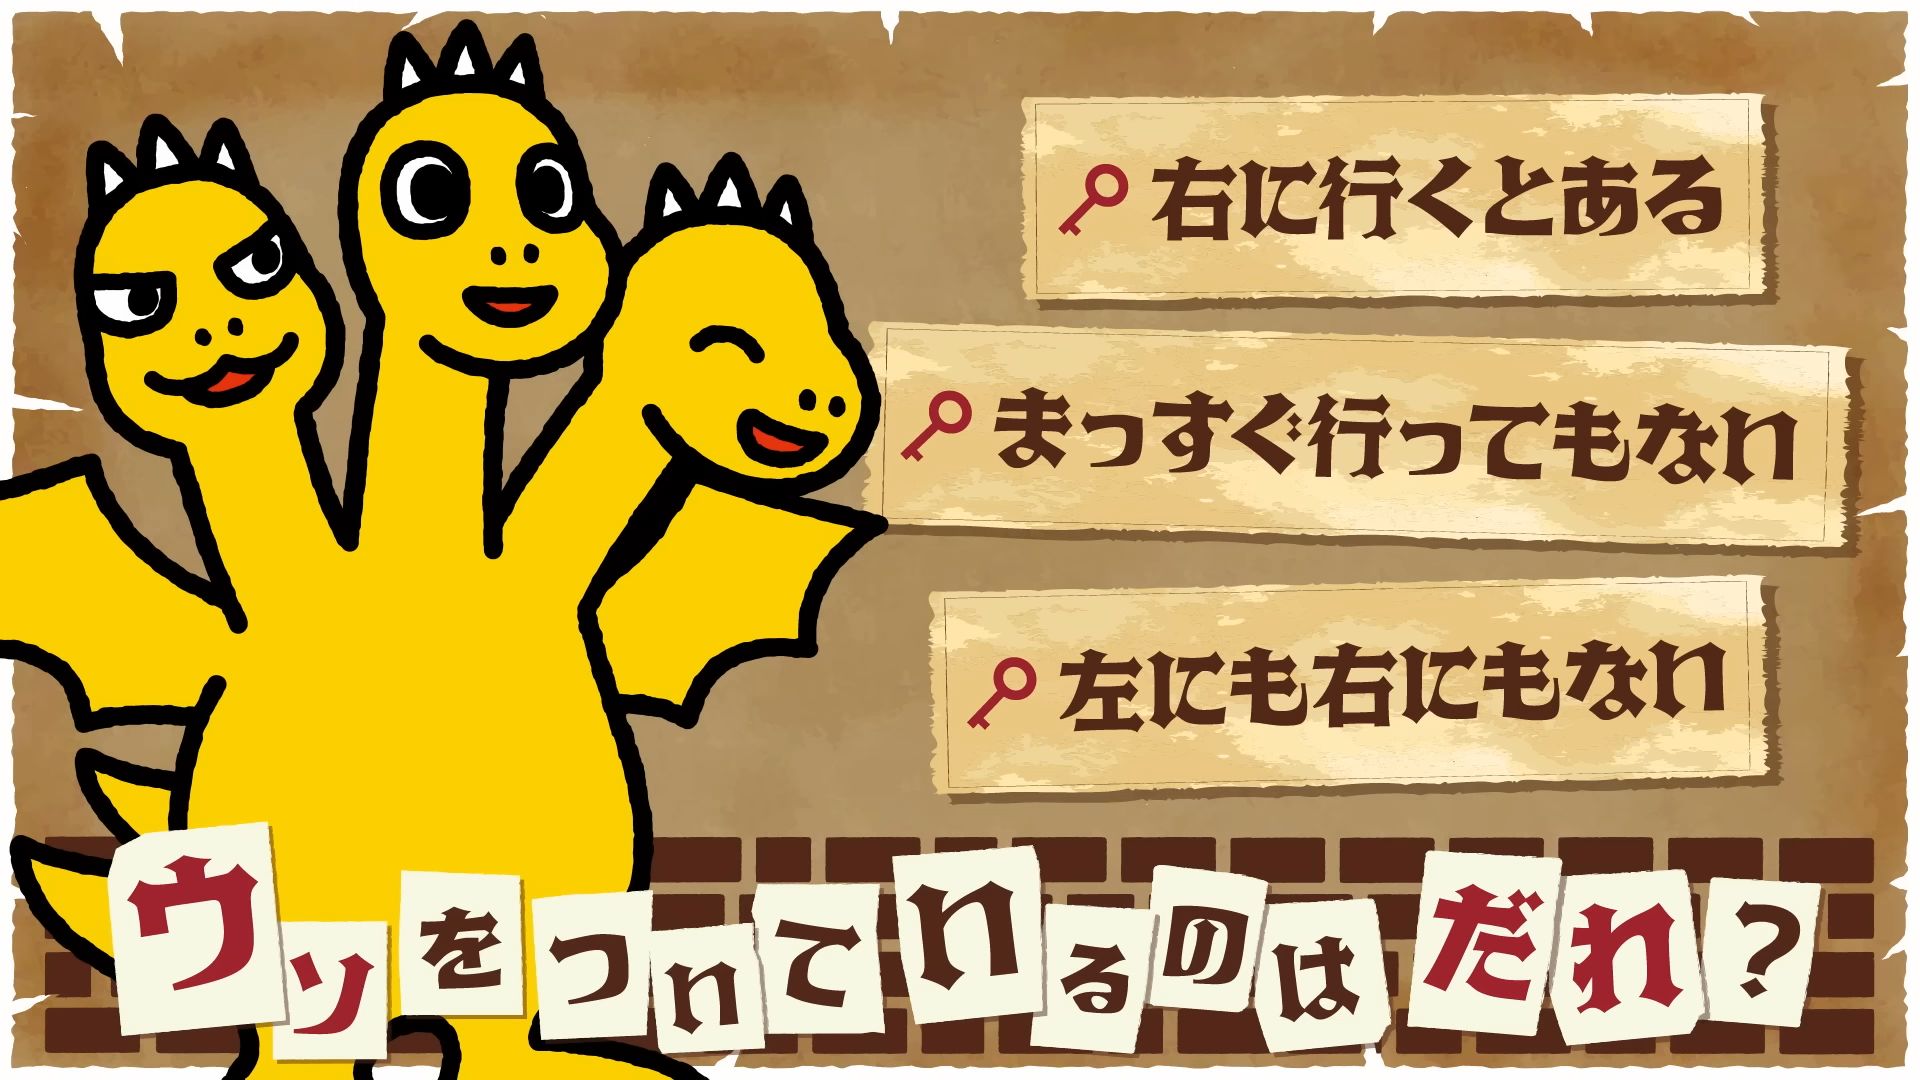 右に行くとある
まっすぐ行ってもない
左にも右にもない
ウソをついているのはだれ?